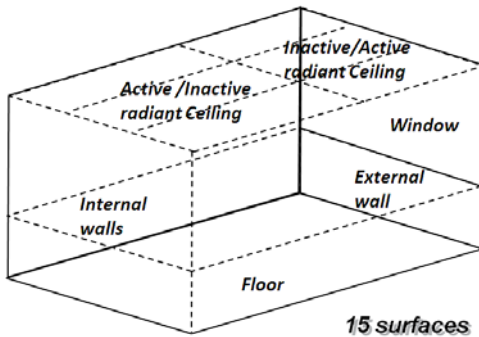 Inactive/Active
radiant Ceiling
Active /Inactive
radiant Ceiling
Window
External
wall
Internal
walls
Floor
15 surfaces